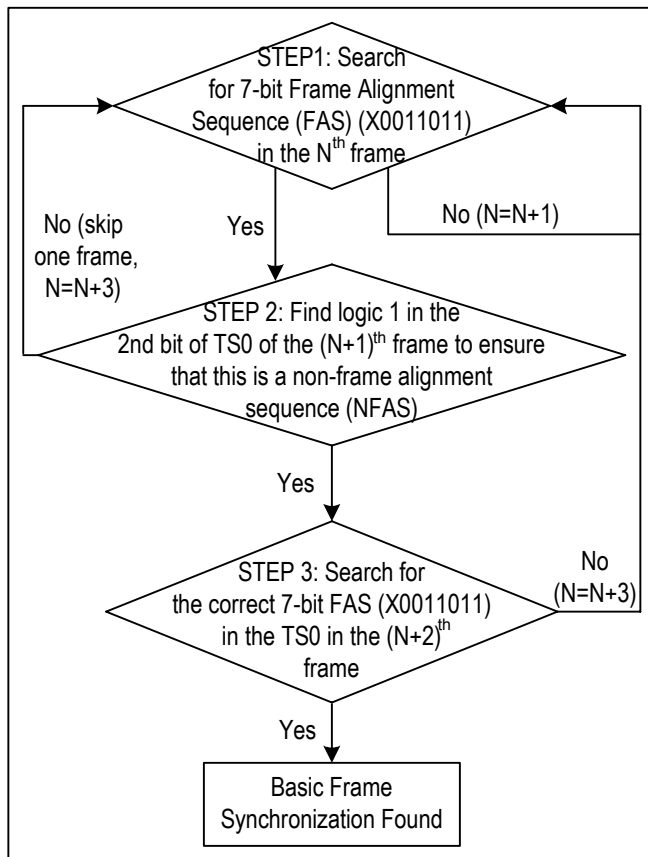 STEP1: Search
for 7-bit Frame Alignment
Sequence (FAS) (X0011011)
in the Nth frame
No (skip
one frame,
N=N+3)
Yes
No (N=N+1)
STEP 2: Find logic 1 in the
2nd bit of TS0 of the (N+1)th frame to ensure
that this is a non-frame alignment
sequence (NFAS)
Yes
STEP 3: Search for
the correct 7-bit FAS (X0011011)
in the TS0 in the (N+2)th
frame
No
(N=N+3)
Yes
Basic Frame
Synchronization Found